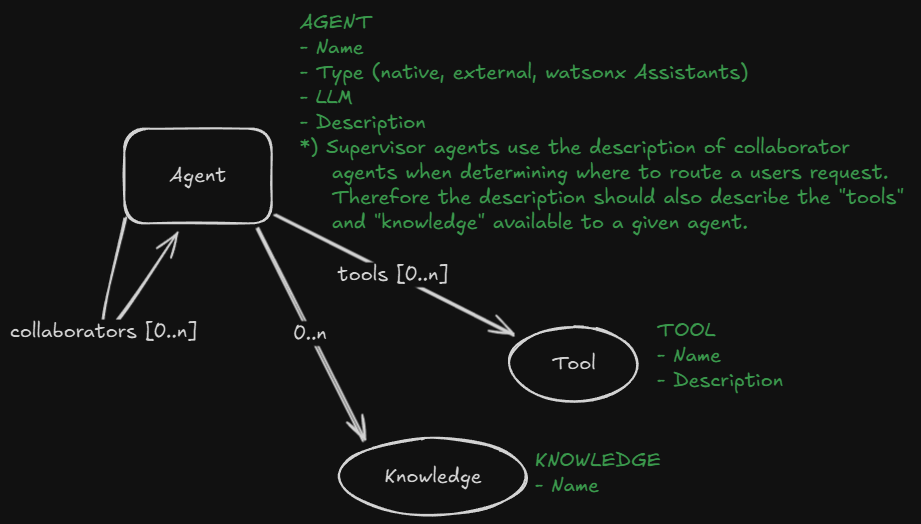 AGENT
- Name
- Type (native, external, watsonx Assistants)
- LLM
- Description
*) Supervisor agents use the description of collaborator
agents when determining where to route a users request.
Therefore the description should also describe the "tools"
and "knowledge" available to a given agent.
Agent
tools [0..n]
collaborators [0..n]
0..n
TOOL
- Name
- Description
Tool
KNOWLEDGE
- Name
Knowledge